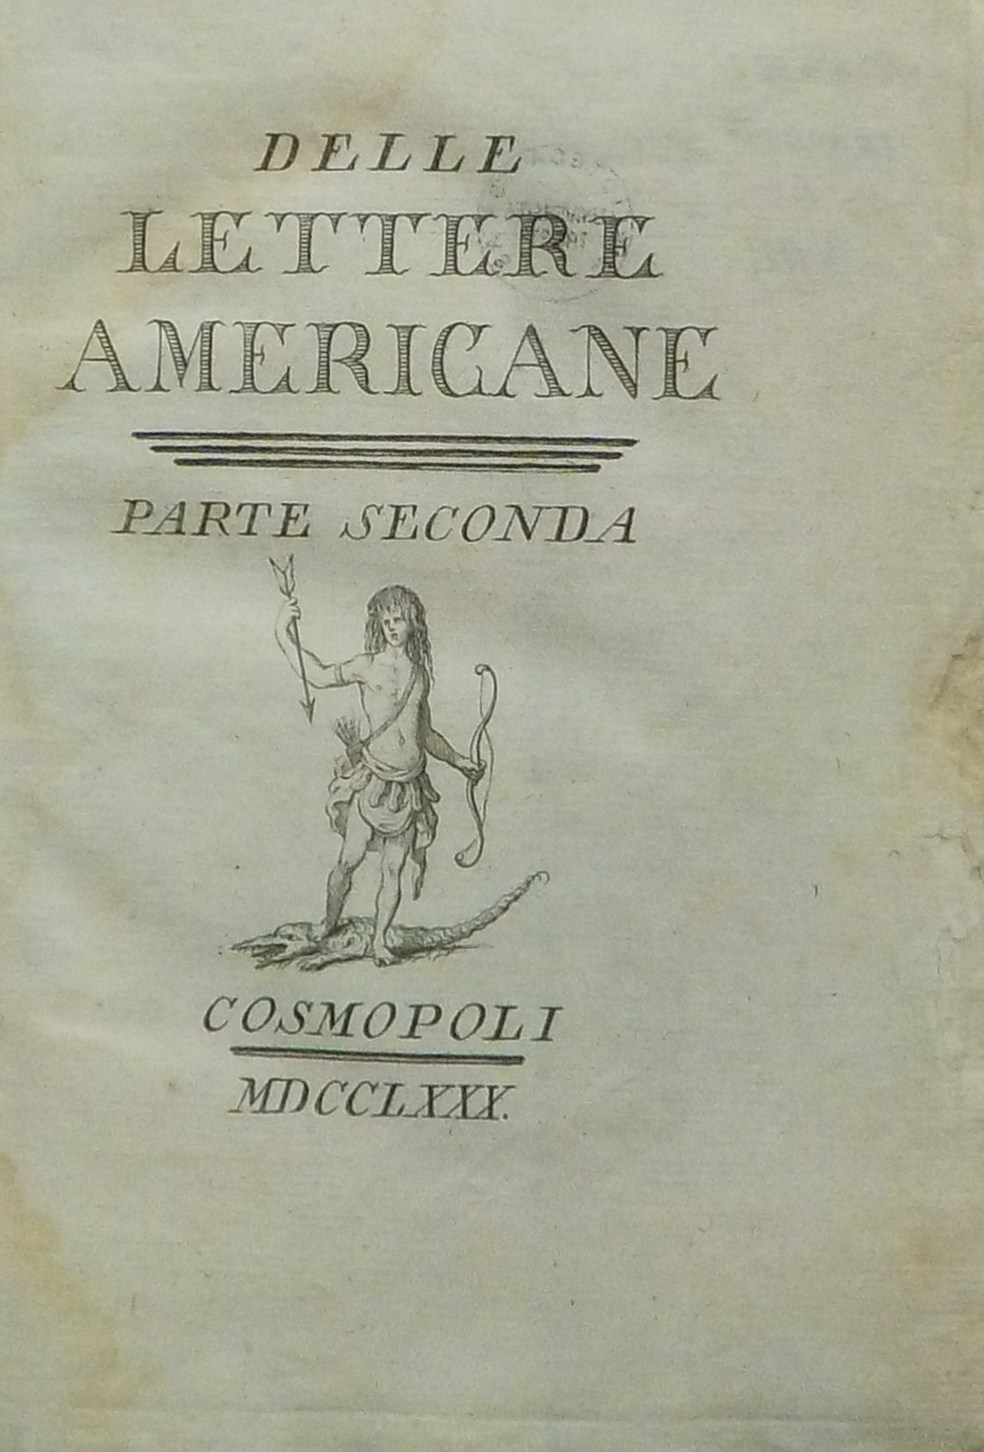 DELLE
LETTERE
AMERICANE
PARTE SECONDA
COSMOPOLI
MDCCLXXX.